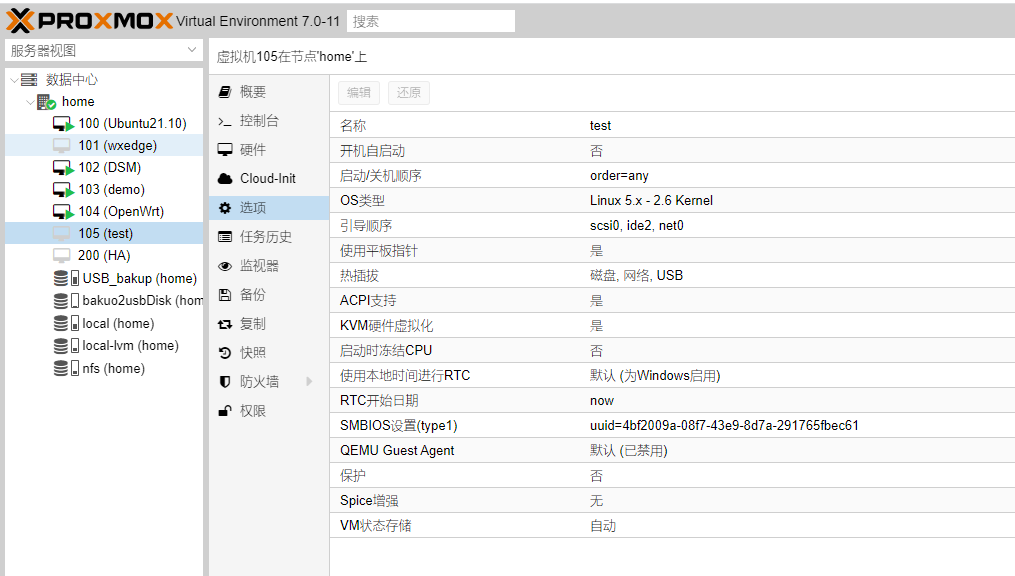 PROXMOX Virtual Environment 7.0-11 搜索
服务器视图
数据中心
home
100 (Ubuntu21.10)
101 (wxedge)
102 (DSM)
103 (demo)
104 (OpenWrt)
105 (test)
200 (HA)
USB_bakup (home)
bakuo2usbDisk (hom
local (home)
local-lvm (home)
nfs (home)
虚拟机105在节点'home'上
概要
控制台
硬件
Cloud-Init
选项
任务历史
监视器
备份
复制
快照
防火墙
权限
编辑 还原
名称 test
开机自启动 否
启动/关机顺序 order=any
OS类型 Linux 5.x - 2.6 Kernel
引导顺序 scsi0, ide2, net0
使用平板指针 是
热插拔 磁盘, 网络, USB
ACPI支持 是
KVM硬件虚拟化 是
启动时冻结CPU 否
使用本地时间进行RTC 默认 (为Windows启用)
RTC开始日期 now
SMBIOS设置(type1) uuid=4bf2009a-08f7-43e9-8d7a-291765fbec61
QEMU Guest Agent 默认 (已禁用)
保护 否
Spice增强 无
VM状态存储 自动